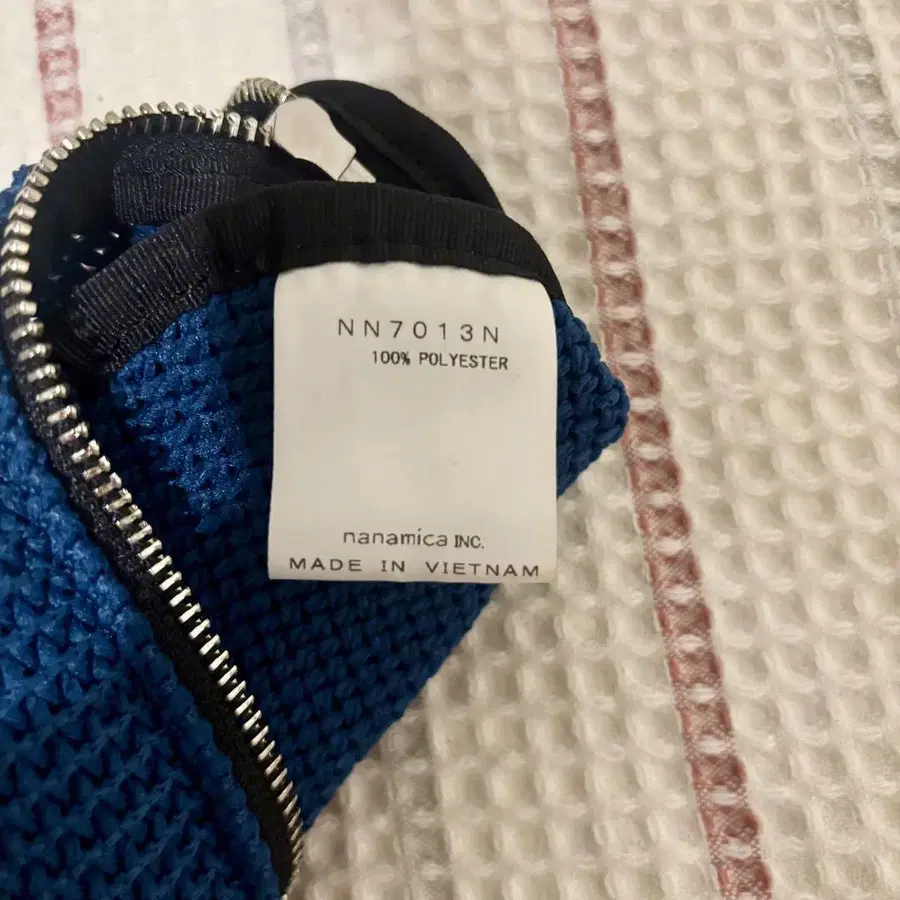 NN7013N
100% POLYESTER
nanamica INC.
MADE IN VIETNAM